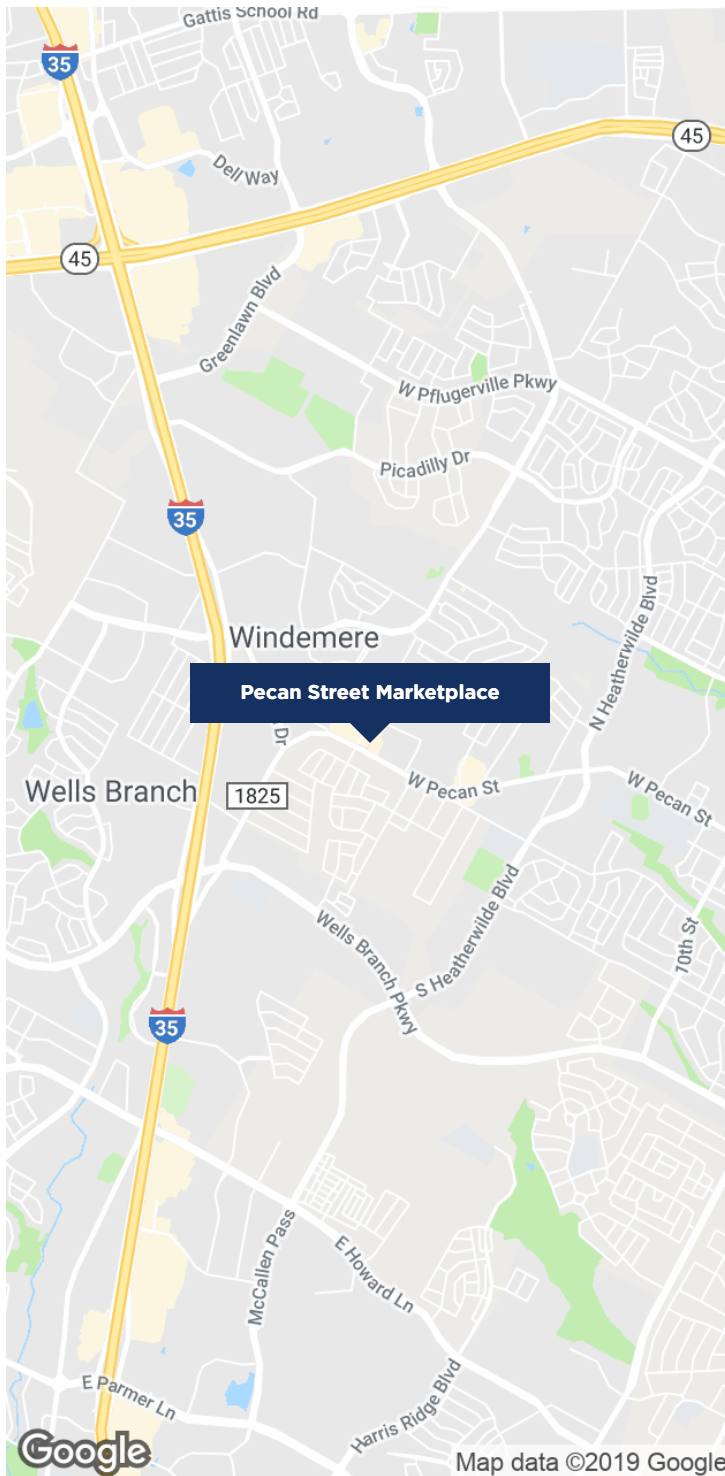 Gattis School Rd
35
45
Dell Way
45
Greenlawn Blvd
W Pflugerville Pkwy
Picadilly Dr
35
N Heatherwilde Blvd
Windemere
Pecan Street Marketplace
Dr
W Pecan St
W Pecan St
Wells Branch
1825
S Heatherwilde Blvd
Wells Branch Pkwy
10th St
35
McCallen Pass
E Howard Ln
E Parmer Ln
Harris Ridge Blvd
Google
Map data ©2019 Google